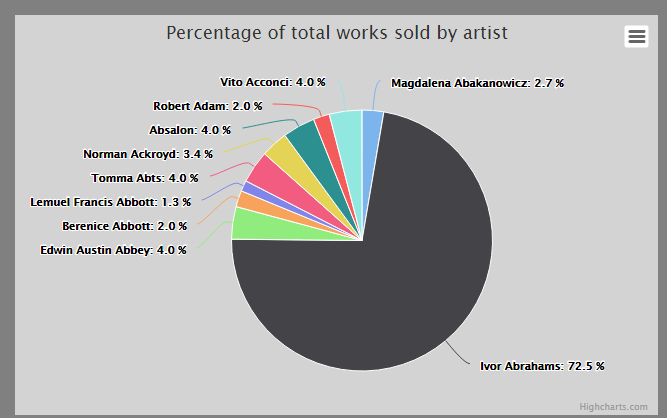 Percentage of total works sold by artist
Vito Acconci: 4.0 %
Magdalena Abakanowicz: 2.7 %
Robert Adam: 2.0 %
Absalon: 4.0 %
Norman Ackroyd: 3.4 %
Tomma Abts: 4.0 %
Lemuel Francis Abbott: 1.3 %
Berenice Abbott: 2.0 %
Edwin Austin Abbey: 4.0 %
Ivor Abrahams: 72.5 %
Highcharts.com